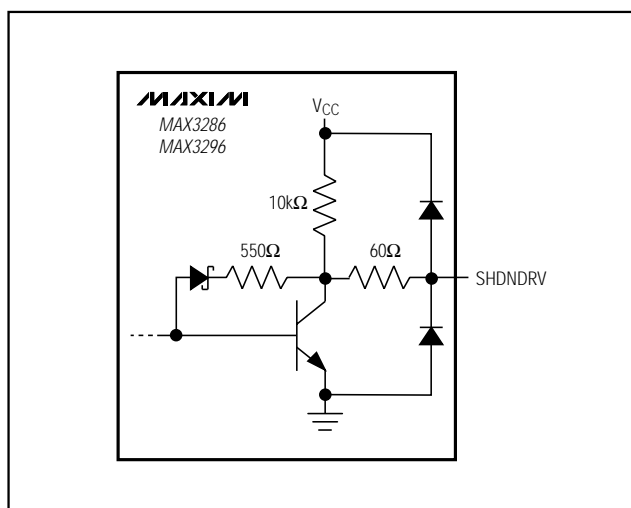 MAXIM
MAX3286
MAX3296
VCC
10kΩ
550Ω
60Ω
SHDNDRV